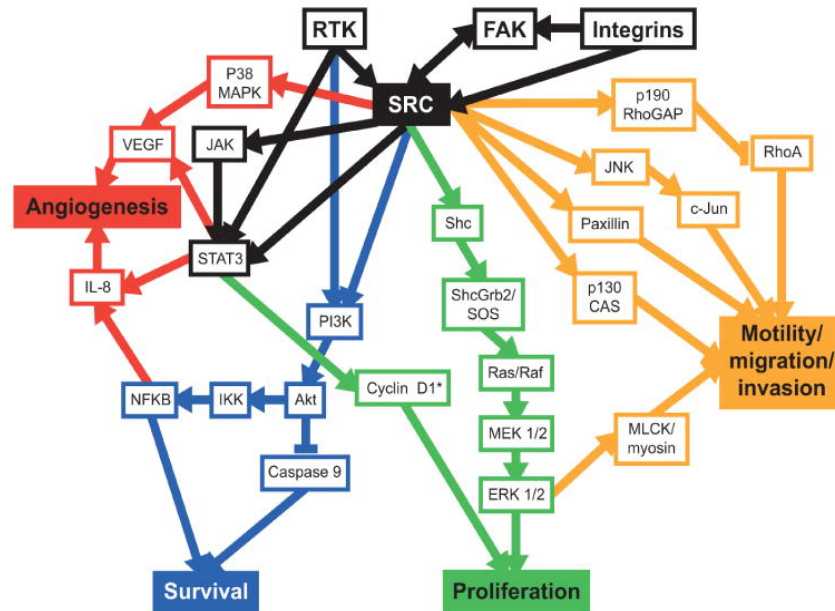 RTK
FAK
Integrins
P38
MAPK
SRC
p190
RhoGAP
VEGF
JAK
JNK
RhoA
Angiogenesis
Shc
Paxillin
c-Jun
STAT3
IL-8
ShcGrb2/
SOS
p130
CAS
PI3K
Motility/
migration/
invasion
Ras/Raf
NFKB
IKK
Akt
Cyclin D1*
MEK 1/2
MLCK/
myosin
Caspase 9
ERK 1/2
Survival
Proliferation